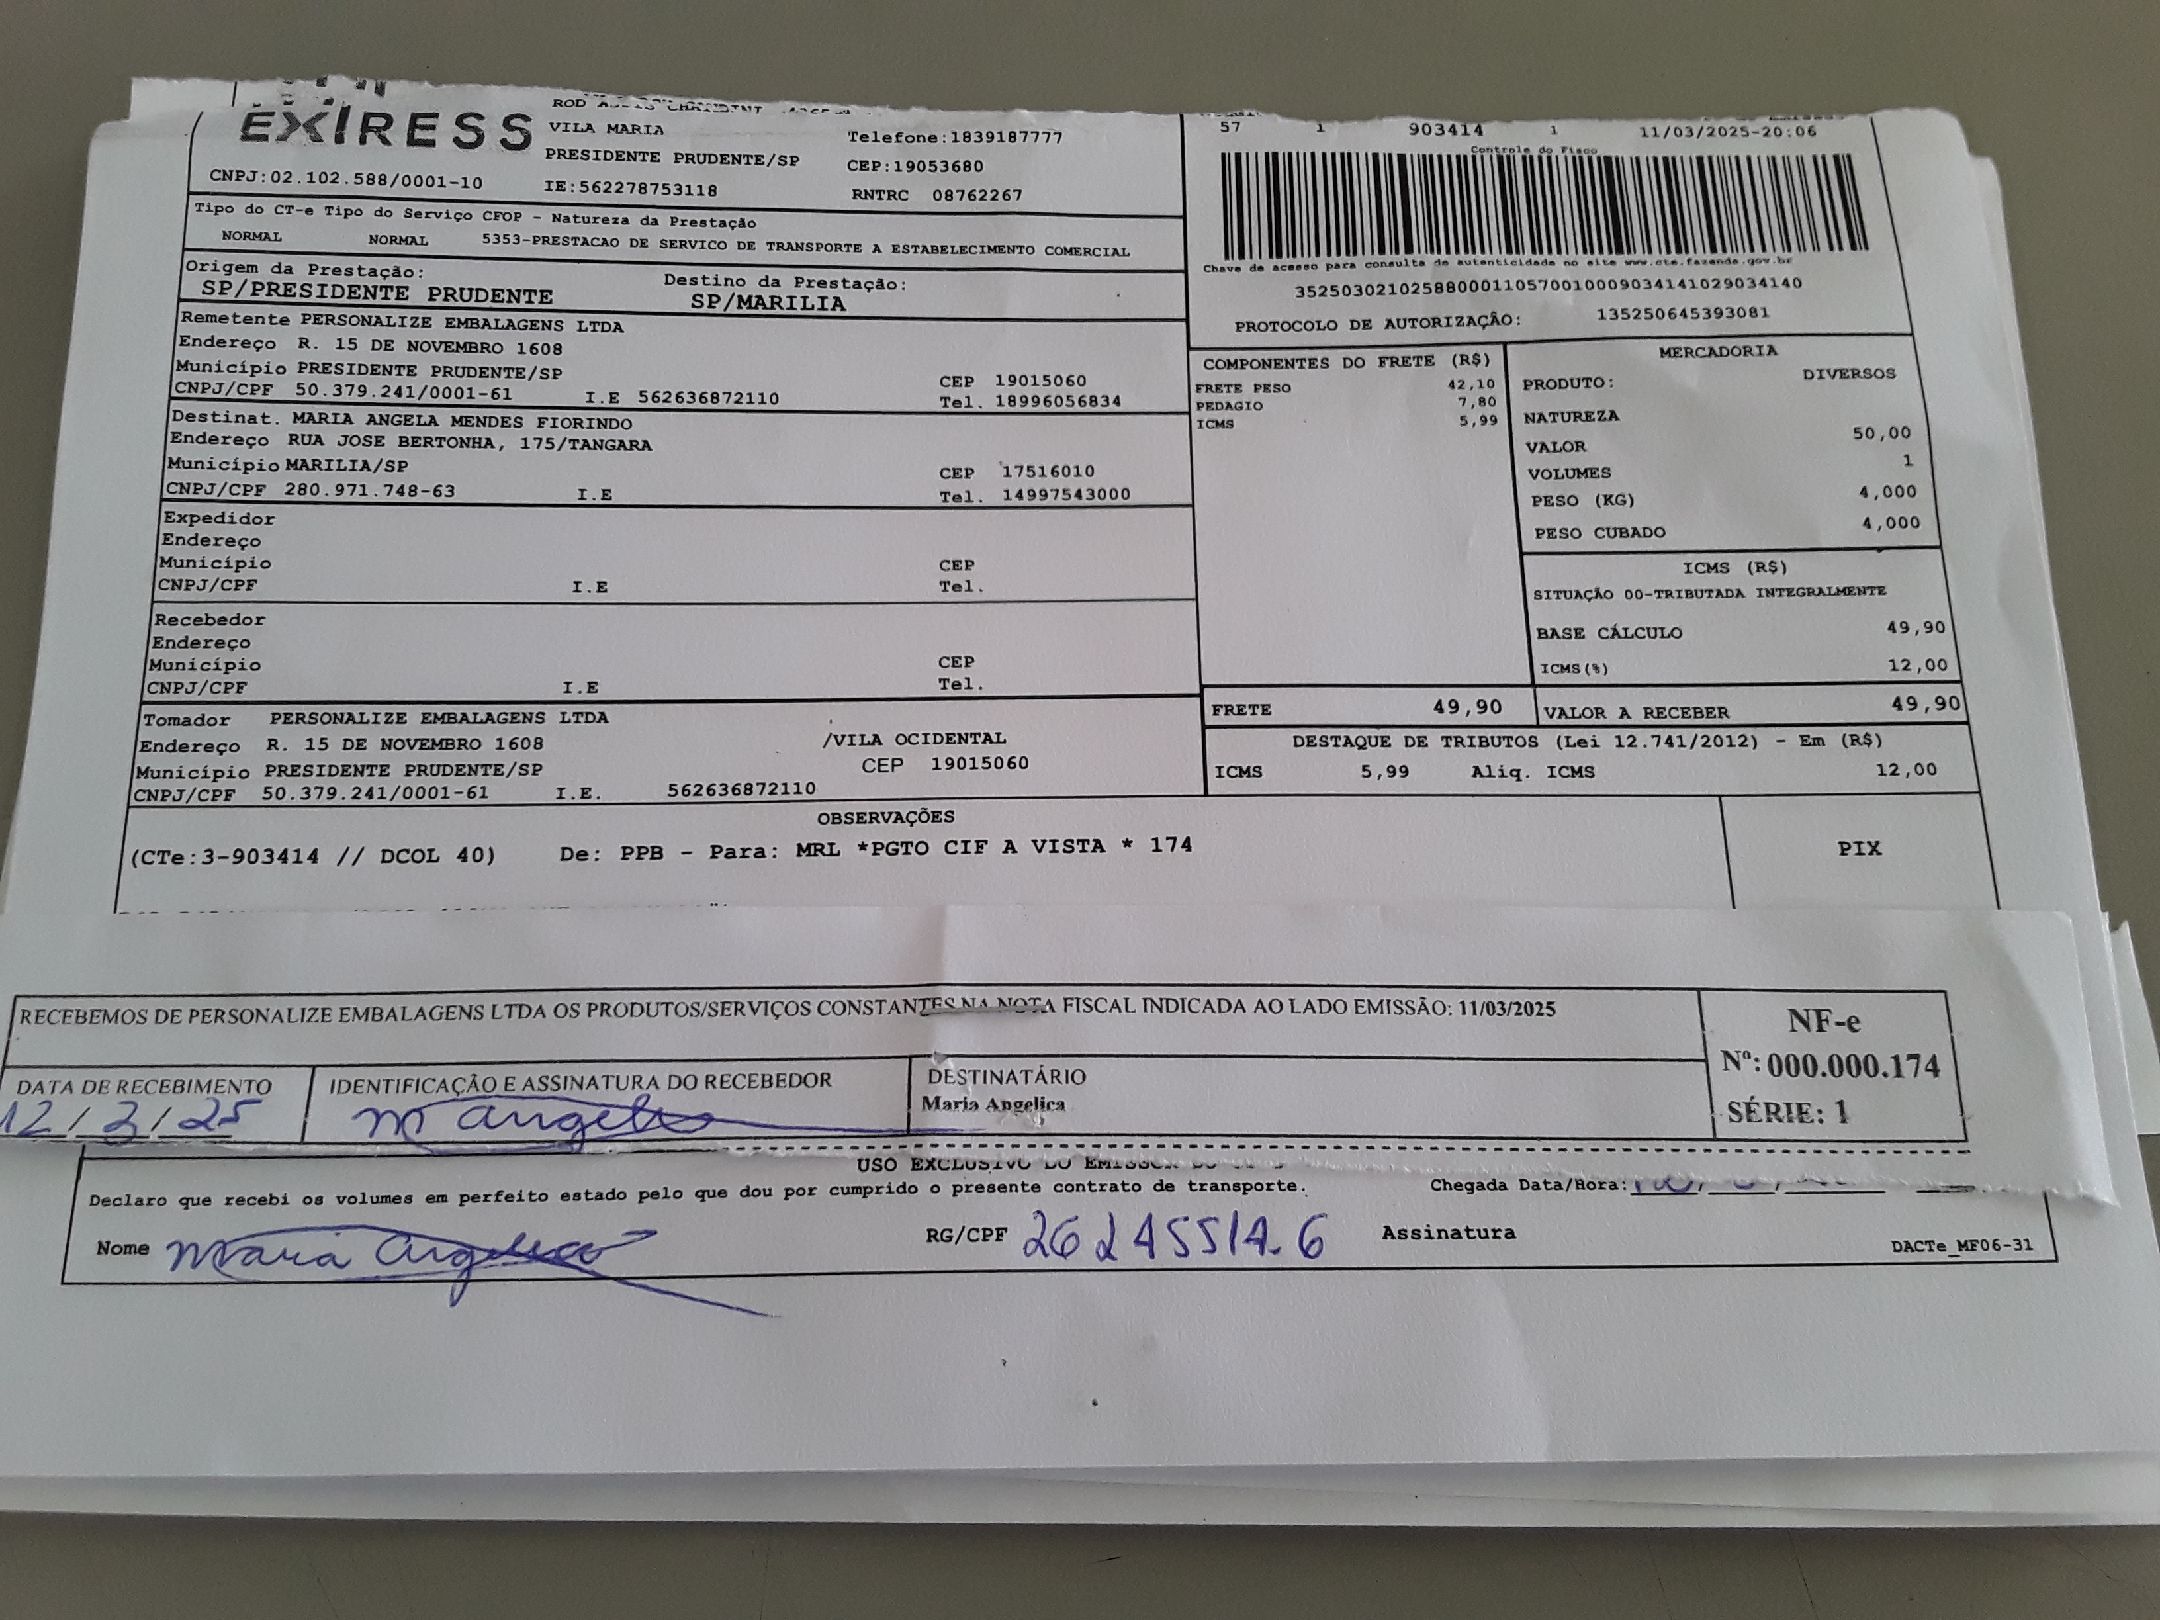 EXPRESS
ROD
VILA MARIA
Telefone:1839187777
PRESIDENTE PRUDENTE/SP
CEP:19053680
CNPJ:02.102.588/0001-10
IE:562278753118
RNTRC 08762267
57 1 903414 1 11/03/2025-20:06
Controle do Fisco
Chave de acesso para consulta de autenticidade no site www.cte.fazenda.gov.br
35250302102588000110570010009034141029034140
PROTOCOLO DE AUTORIZAÇÃO: 135250645393081
Tipo do CT-e Tipo do Serviço CFOP - Natureza da Prestação
NORMAL NORMAL 5353-PRESTACAO DE SERVICO DE TRANSPORTE A ESTABELECIMENTO COMERCIAL
Origem da Prestação: Destino da Prestação:
SP/PRESIDENTE PRUDENTE SP/MARILIA
Remetente PERSONALIZE EMBALAGENS LTDA
Endereço R. 15 DE NOVEMBRO 1608
Município PRESIDENTE PRUDENTE/SP CEP 19015060
CNPJ/CPF 50.379.241/0001-61 I.E 562636872110 Tel. 18996056834
Destinat. MARIA ANGELA MENDES FIORINDO
Endereço RUA JOSE BERTONHA, 175/TANGARA
Município MARILIA/SP CEP 17516010
CNPJ/CPF 280.971.748-63 I.E Tel. 14997543000
Expedidor
Endereço
Município CEP
CNPJ/CPF I.E Tel.
Recebedor
Endereço
Município CEP
CNPJ/CPF I.E Tel.
Tomador PERSONALIZE EMBALAGENS LTDA
Endereço R. 15 DE NOVEMBRO 1608 /VILA OCIDENTAL
Município PRESIDENTE PRUDENTE/SP CEP 19015060
CNPJ/CPF 50.379.241/0001-61 I.E. 562636872110
COMPONENTES DO FRETE (R$)
FRETE PESO 42,10
PEDAGIO 7,80
ICMS 5,99
MERCADORIA
PRODUTO: DIVERSOS
NATUREZA
VALOR 50,00
VOLUMES 1
PESO (KG) 4,000
PESO CUBADO 4,000
ICMS (R$)
SITUAÇÃO 00-TRIBUTADA INTEGRALMENTE
BASE CÁLCULO 49,90
ICMS(%) 12,00
FRETE 49,90 VALOR A RECEBER 49,90
DESTAQUE DE TRIBUTOS (Lei 12.741/2012) - Em (R$)
ICMS 5,99 Aliq. ICMS 12,00
OBSERVAÇÕES
(CTe:3-903414 // DCOL 40) De: PPB - Para: MRL *PGTO CIF A VISTA * 174
PIX
RECEBEMOS DE PERSONALIZE EMBALAGENS LTDA OS PRODUTOS/SERVIÇOS CONSTANTES NA NOTA FISCAL INDICADA AO LADO EMISSÃO: 11/03/2025
NF-e
Nº: 000.000.174
SÉRIE: 1
DATA DE RECEBIMENTO IDENTIFICAÇÃO E ASSINATURA DO RECEBEDOR DESTINATÁRIO
12/3/25 Maria Angelica
USO EXCLUSIVO DO EMISSOR DO
Declaro que recebi os volumes em perfeito estado pelo que dou por cumprido o presente contrato de transporte. Chegada Data/Hora:
Nome Maria Angelica RG/CPF 26245514-6 Assinatura
DACTe_MF06-31